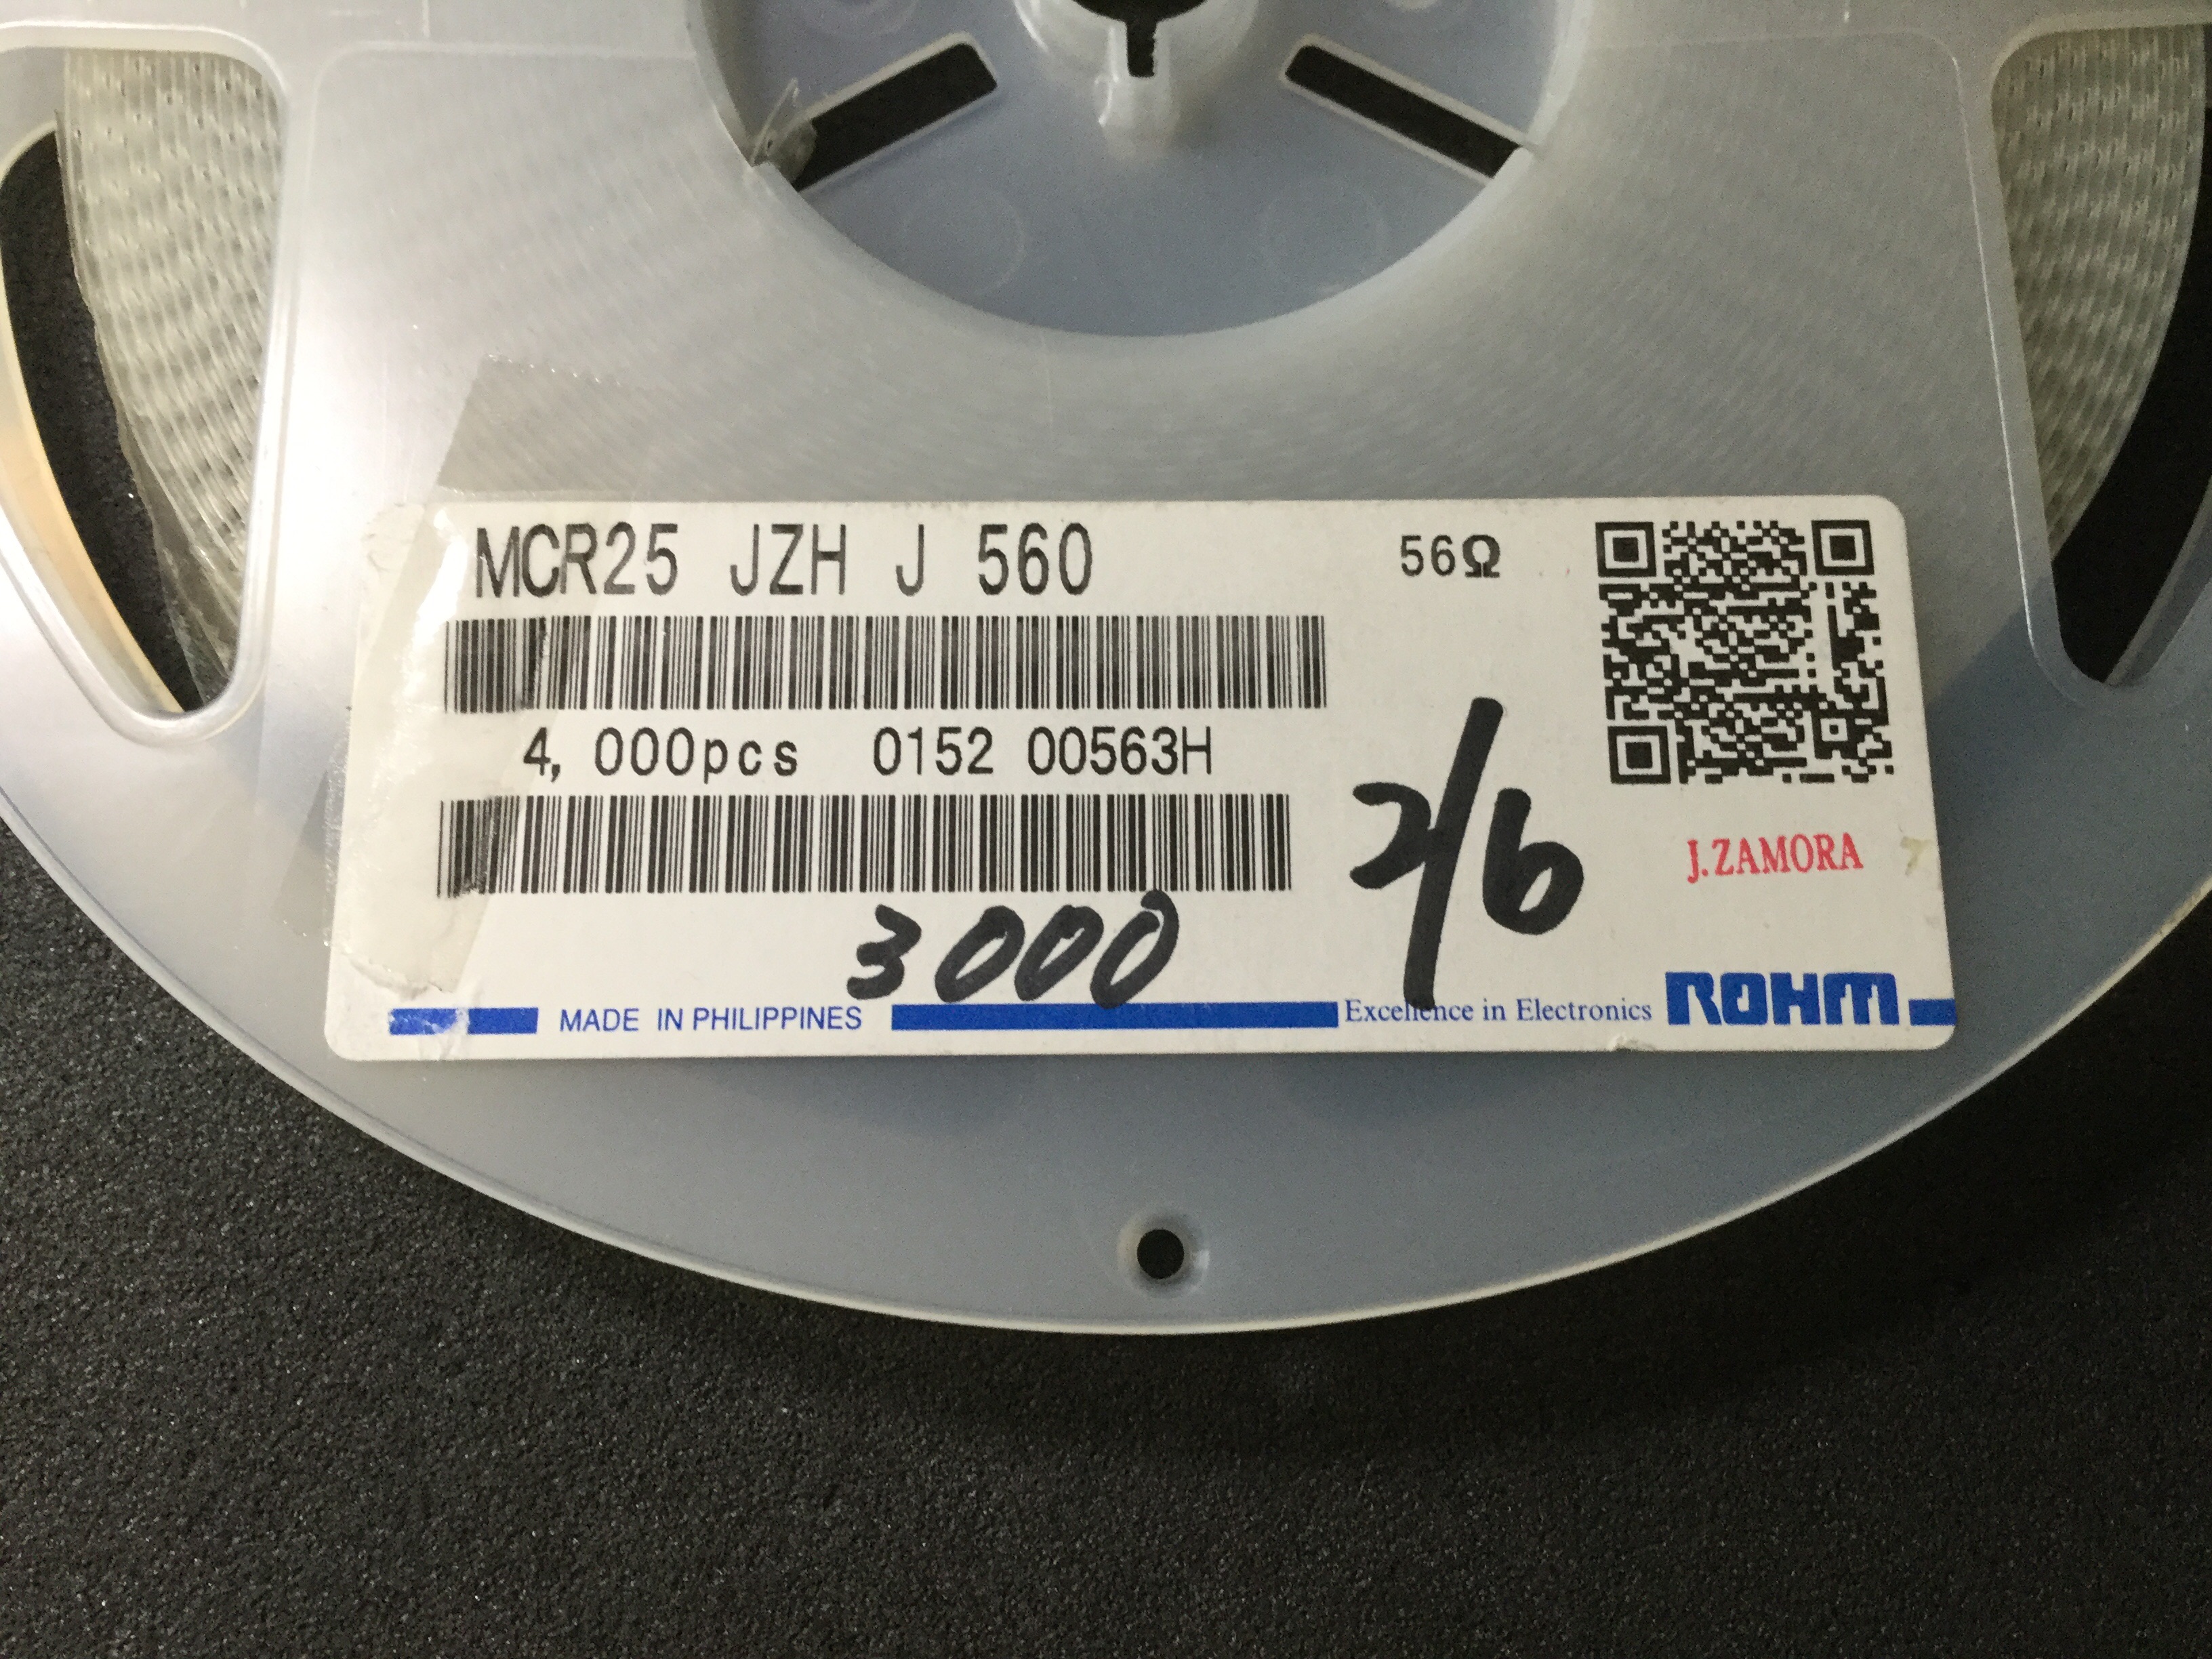 MCR25 JZH J 560 56Ω
4, 000pcs 0152 00563H
2/6
J.ZAMORA
3000
MADE IN PHILIPPINES Excellence in Electronics ROHM